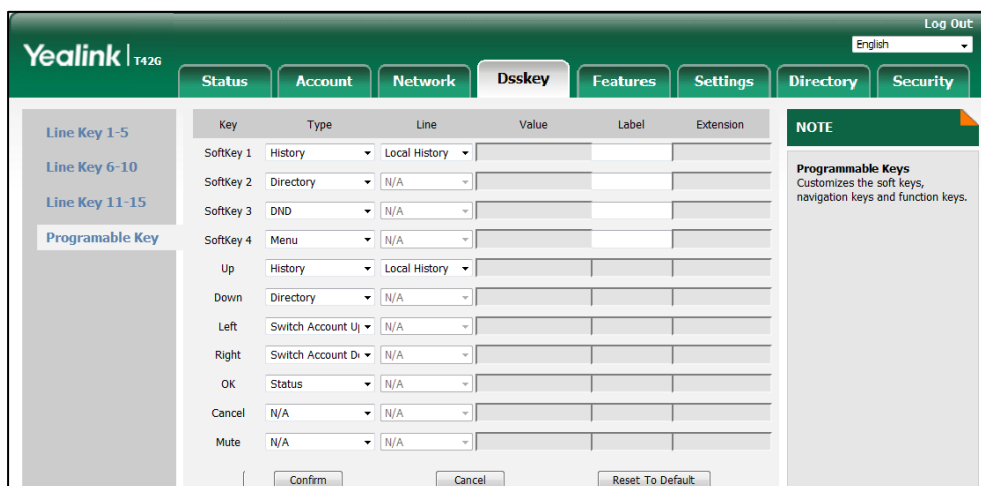 Log Out
Yealink | T42G
English
Status Account Network Dsskey Features Settings Directory Security
Line Key 1-5
Line Key 6-10
Line Key 11-15
Programable Key
Key Type Line Value Label Extension
SoftKey 1 History Local History
SoftKey 2 Directory N/A
SoftKey 3 DND N/A
SoftKey 4 Menu N/A
Up History Local History
Down Directory N/A
Left Switch Account U N/A
Right Switch Account D N/A
OK Status N/A
Cancel N/A N/A
Mute N/A N/A
Confirm Cancel Reset To Default
NOTE
Programmable Keys
Customizes the soft keys,
navigation keys and function keys.